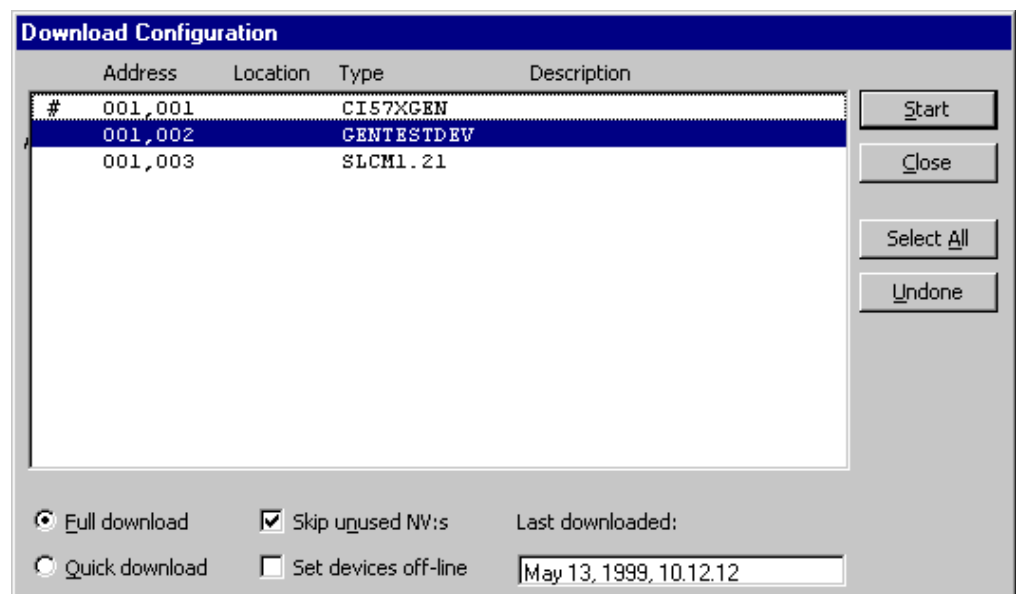 Download Configuration
Address Location Type Description
# 001,001 CI57XGEN
001,002 GENTESTDEV
001,003 SLCM1.21
Start
Close
Select All
Undone
Full download Skip unused NV:s Last downloaded:
Quick download Set devices off-line May 13, 1999, 10.12.12